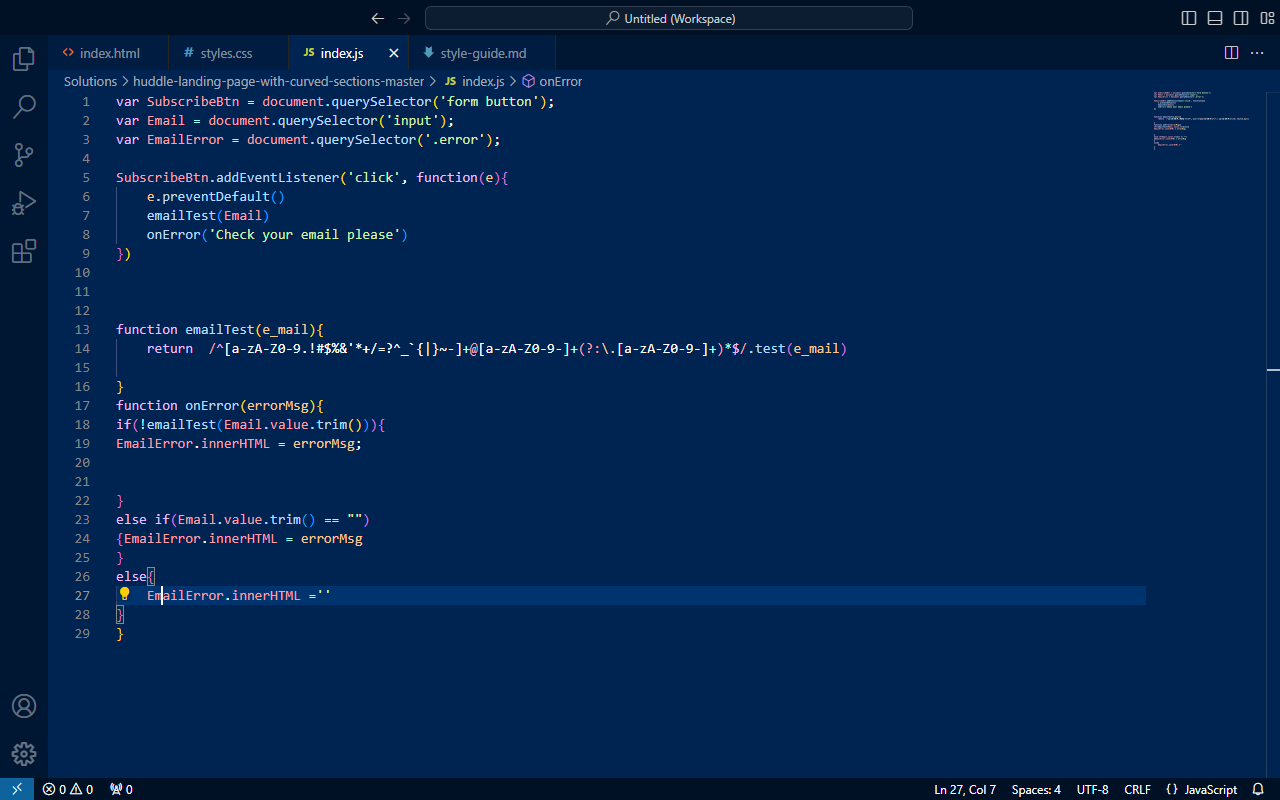 Untitled (Workspace)
index.html
# styles.css
JS index.js
style-guide.md
Solutions > huddle-landing-page-with-curved-sections-master > JS index.js > onError
1 var SubscribeBtn = document.querySelector('form button');
2 var Email = document.querySelector('input');
3 var EmailError = document.querySelector('.error');
4
5 SubscribeBtn.addEventListener('click', function(e){
6     e.preventDefault()
7     emailTest(Email)
8     onError('Check your email please')
9 })
10
11
12
13 function emailTest(e_mail){
14     return  /^[a-zA-Z0-9.!#$%&'*+/=?^_`{|}~-]+@[a-zA-Z0-9-]+(?:\.[a-zA-Z0-9-]+)*$/.test(e_mail)
15
16 }
17 function onError(errorMsg){
18 if(!emailTest(Email.value.trim())){
19 EmailError.innerHTML = errorMsg;
20
21
22 }
23 else if(Email.value.trim() == "")
24 {EmailError.innerHTML = errorMsg
25 }
26 else{
27     EmailError.innerHTML =''
28 }
29 }
0 0 0 Ln 27, Col 7 Spaces: 4 UTF-8 CRLF {} JavaScript